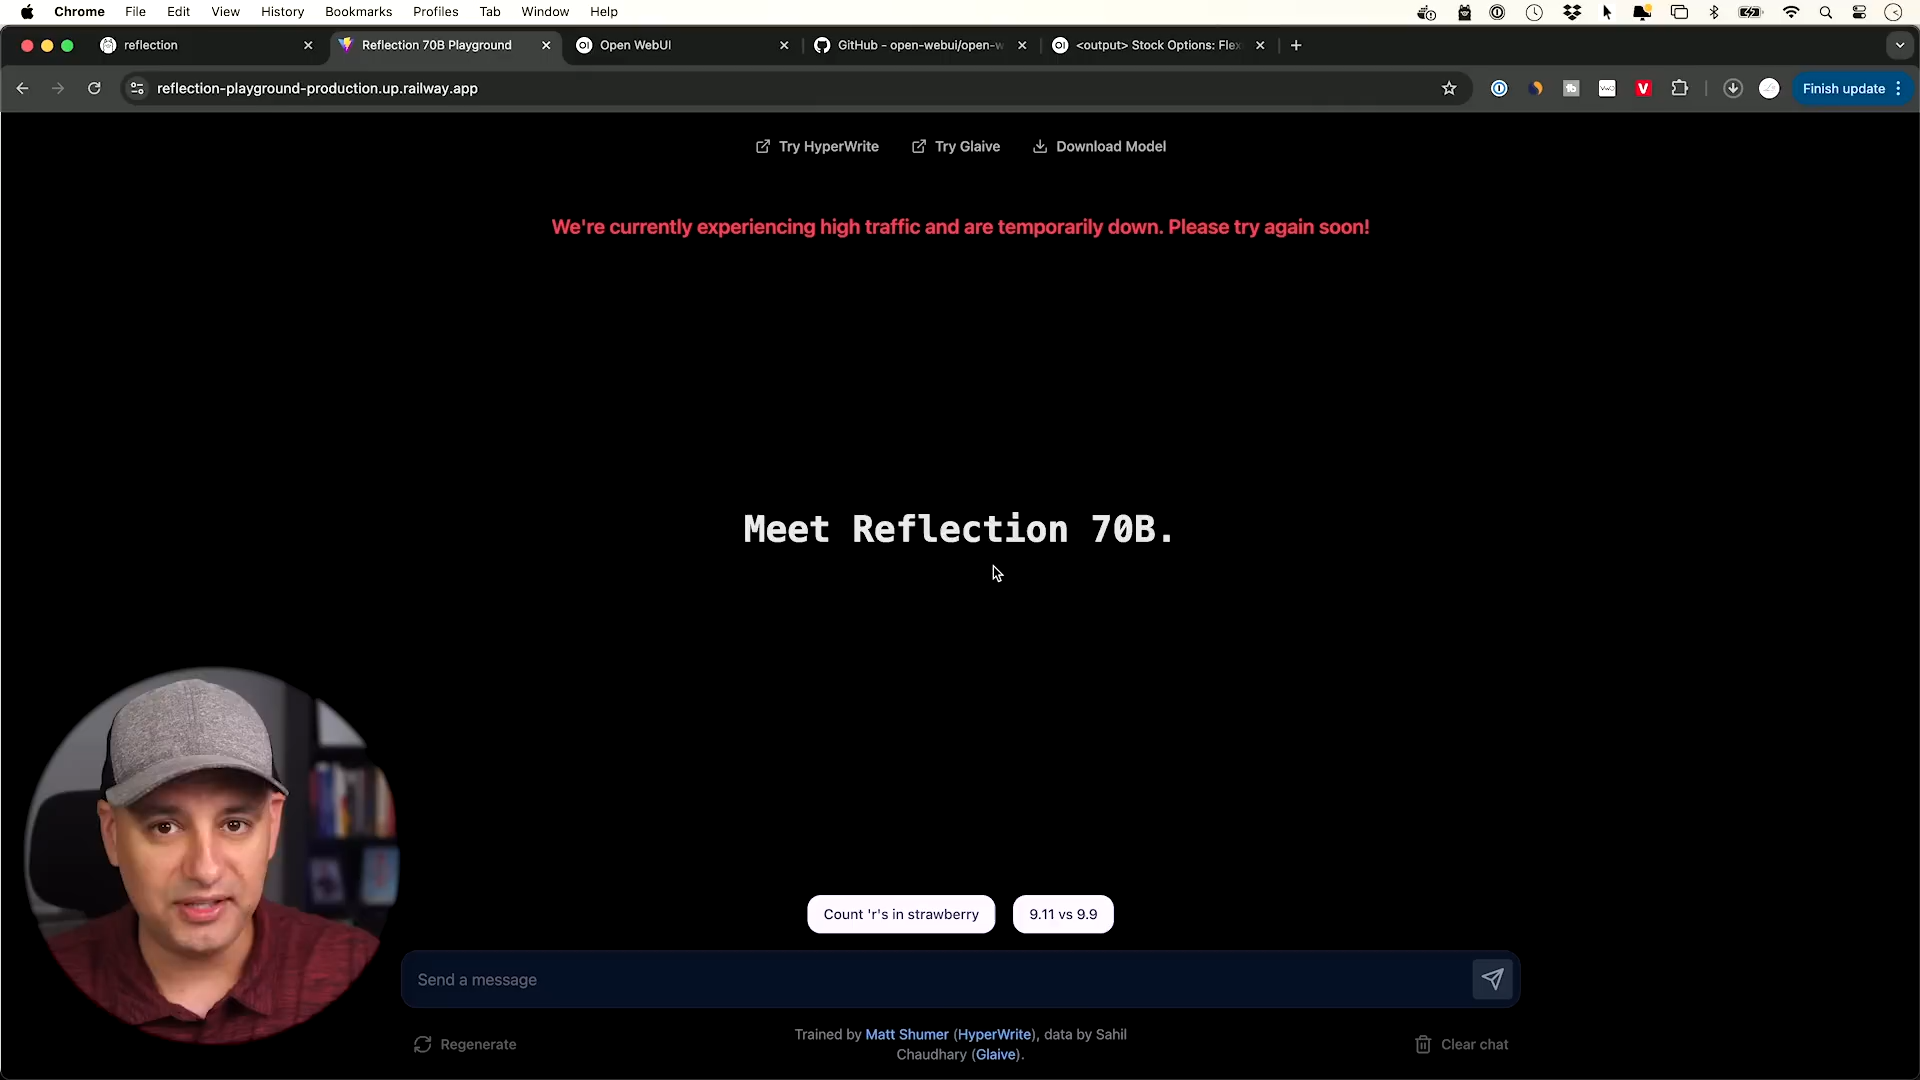 Chrome File Edit View History Bookmarks Profiles Tab Window Help
reflection
Reflection 70B Playground
Open WebUI
GitHub - open-webui/open-w
<output> Stock Options: Flex
reflection-playground-production.up.railway.app
Finish update
Try HyperWrite
Try Glaive
Download Model
We're currently experiencing high traffic and are temporarily down. Please try again soon!
Meet Reflection 70B.
Count 'r's in strawberry
9.11 vs 9.9
Send a message
Regenerate
Trained by Matt Shumer (HyperWrite), data by Sahil
Chaudhary (Glaive).
Clear chat